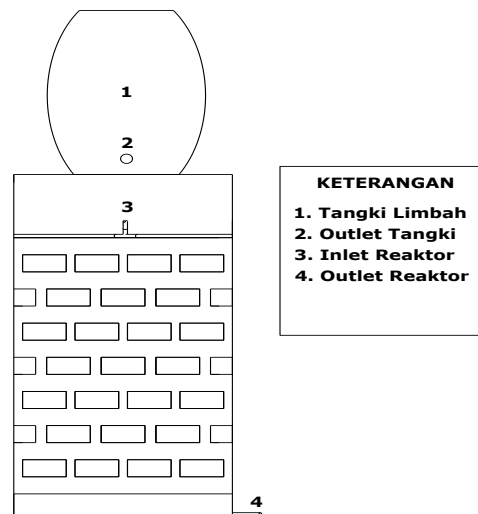 1
2
3
4
KETERANGAN
1. Tangki Limbah
2. Outlet Tangki
3. Inlet Reaktor
4. Outlet Reaktor